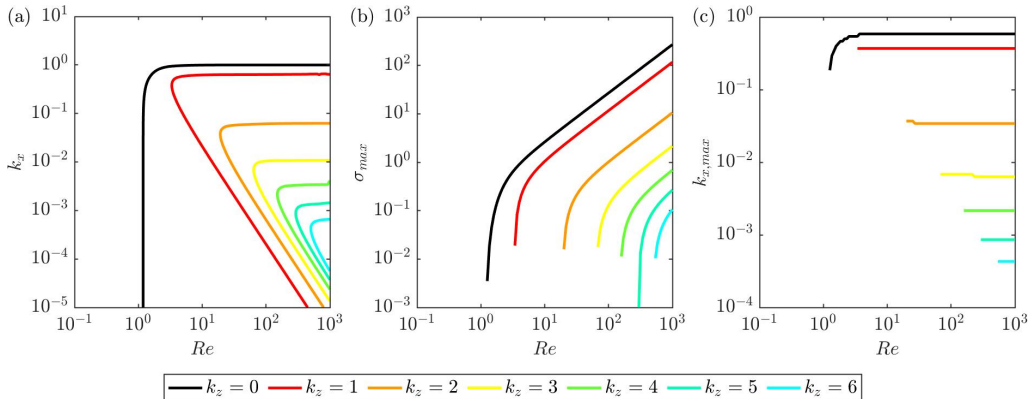 (a)
10^1
10^0
10^-1
10^-2
10^-3
10^-4
10^-5
k_x
10^-1 10^0 10^1 10^2 10^3
Re
(b)
10^3
10^2
10^1
10^0
10^-1
10^-2
10^-3
σ_max
10^-1 10^0 10^1 10^2 10^3
Re
(c)
10^0
10^-1
10^-2
10^-3
10^-4
k_x,max
10^-1 10^0 10^1 10^2 10^3
Re
k_z = 0 k_z = 1 k_z = 2 k_z = 3 k_z = 4 k_z = 5 k_z = 6